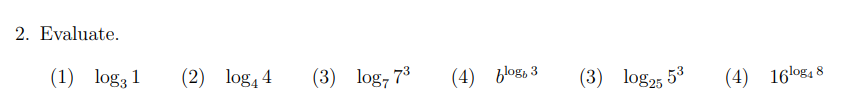 2. Evaluate.
(1) log₃ 1 (2) log₄ 4 (3) log₇ 7³ (4) b^{log_b 3} (3) log₂₅ 5³ (4) 16^{log₄ 8}